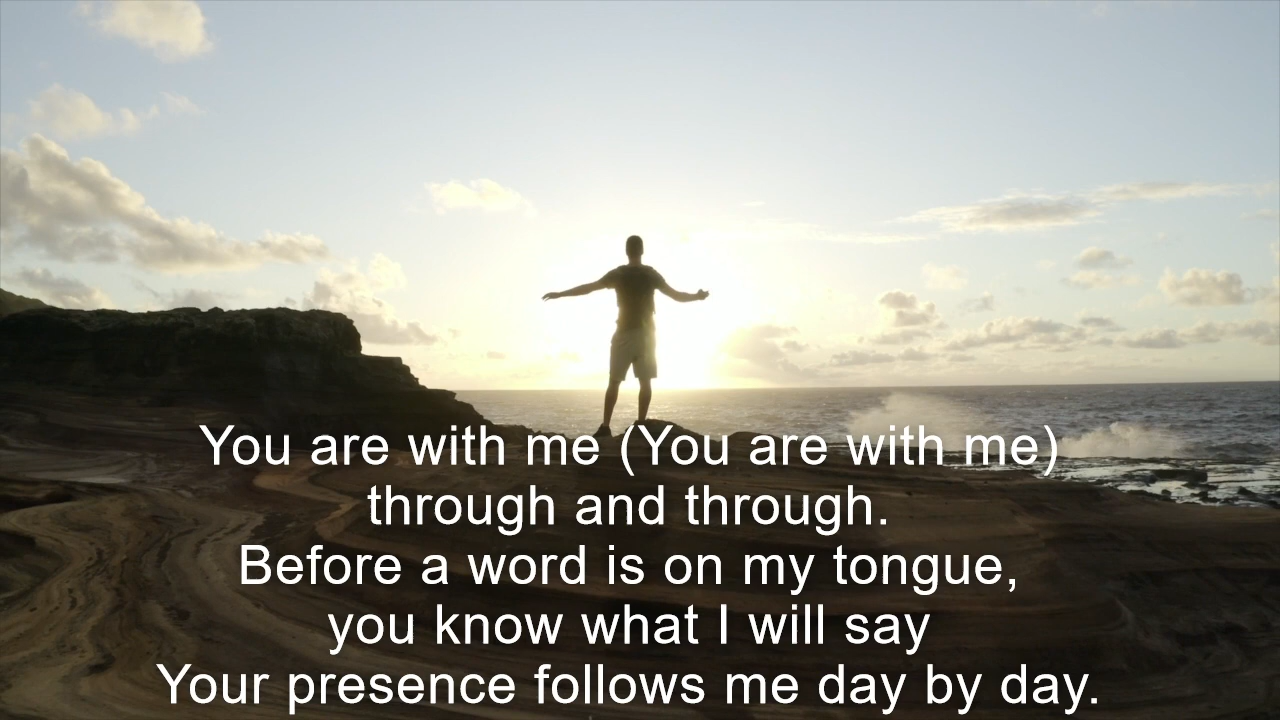 You are with me (You are with me)
through and through.
Before a word is on my tongue,
you know what I will say
Your presence follows me day by day.